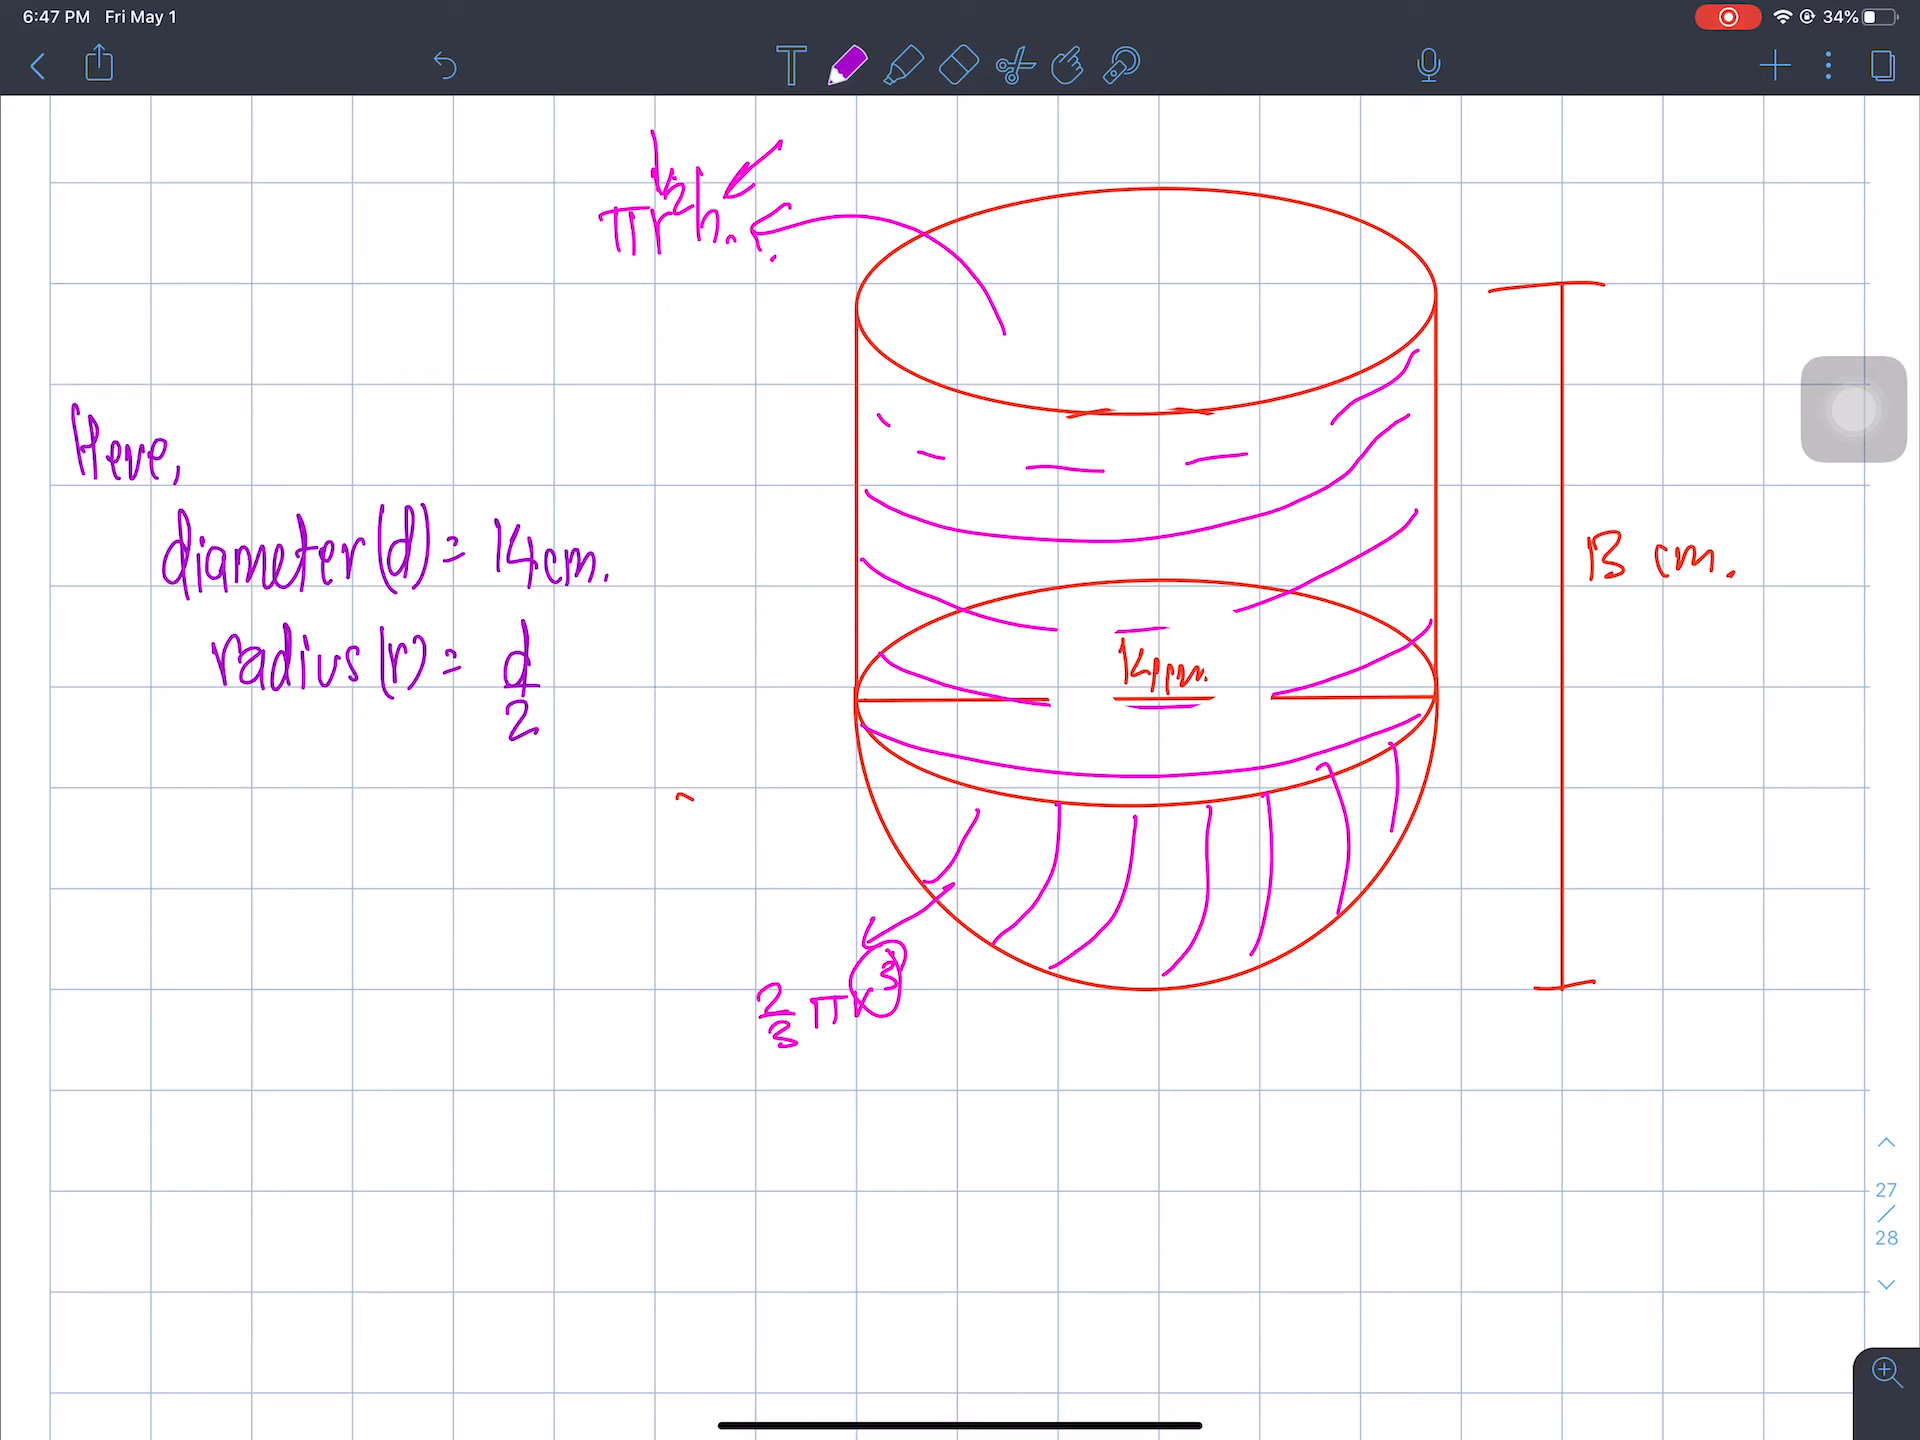 6:47 PM Fri May 1
34%
T
πr²h.
Here,
diameter (d) = 14cm.
radius (r) = d/2
13 cm.
14cm.
2/3 πr³
27
/
28